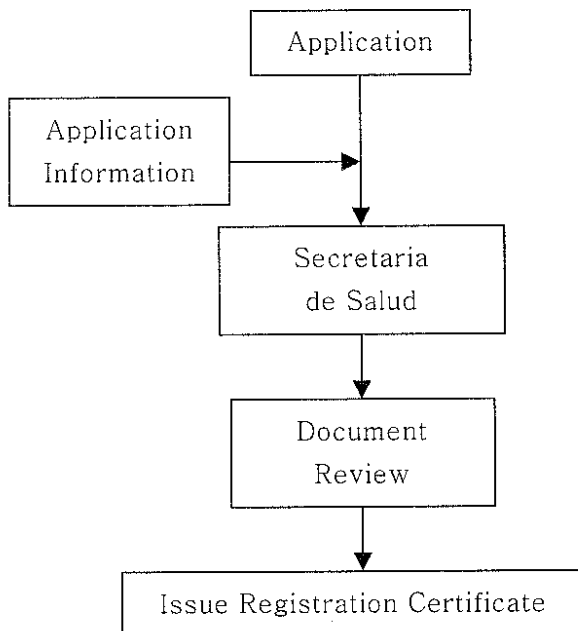 Application
Application
Information
Secretaria
de Salud
Document
Review
Issue Registration Certificate